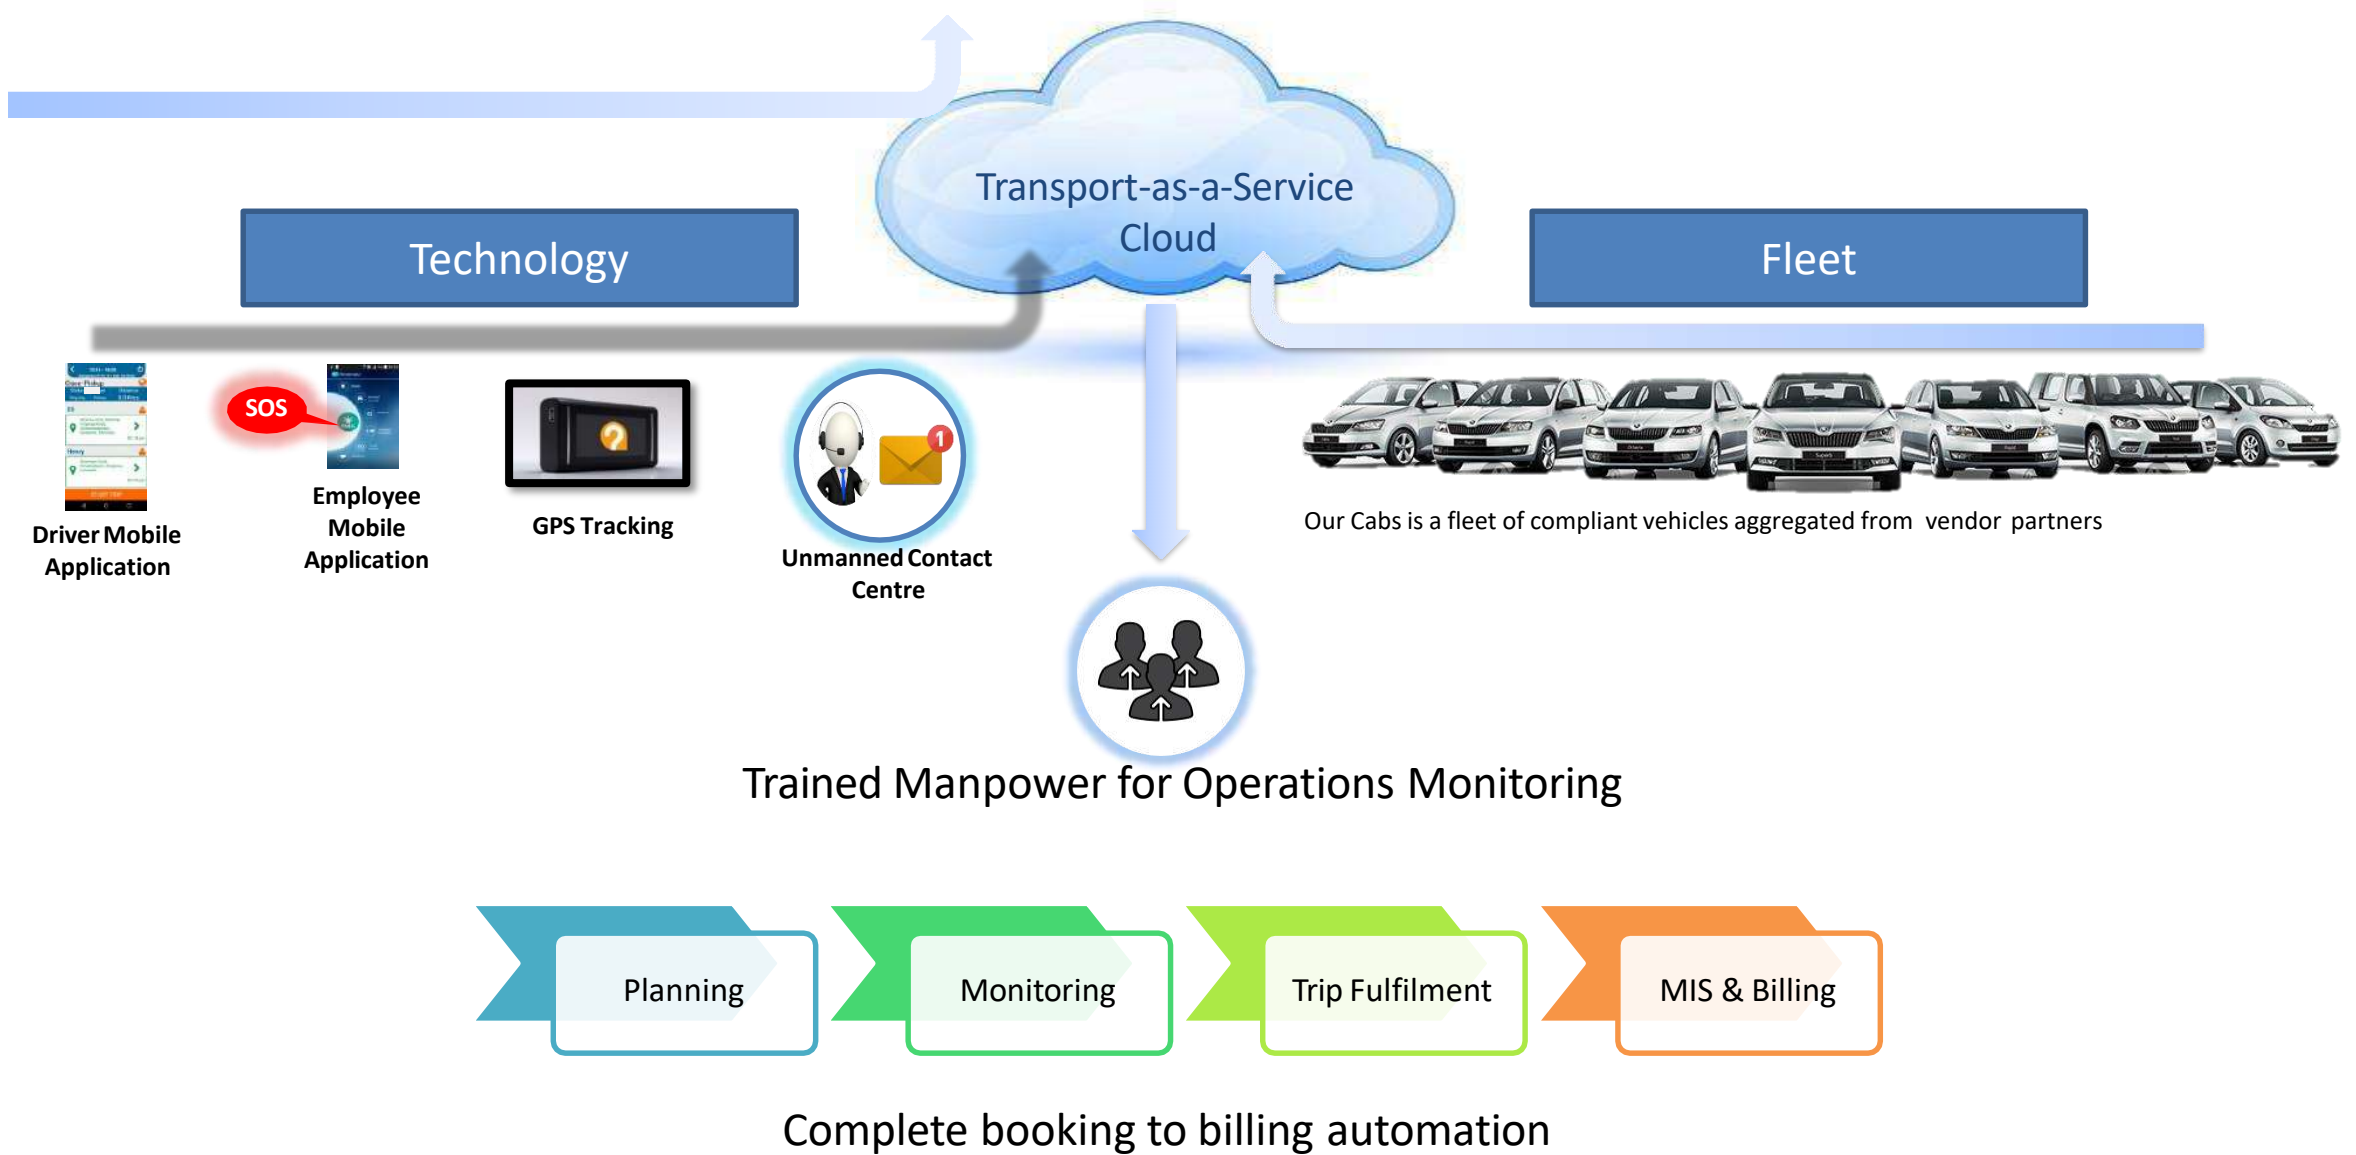 Transport-as-a-Service
Cloud
Technology
Fleet
SOS
1
Driver Mobile
Application
Employee
Mobile
Application
GPS Tracking
Unmanned Contact
Centre
Our Cabs is a fleet of compliant vehicles aggregated from vendor partners
Trained Manpower for Operations Monitoring
Planning
Monitoring
Trip Fulfilment
MIS & Billing
Complete booking to billing automation